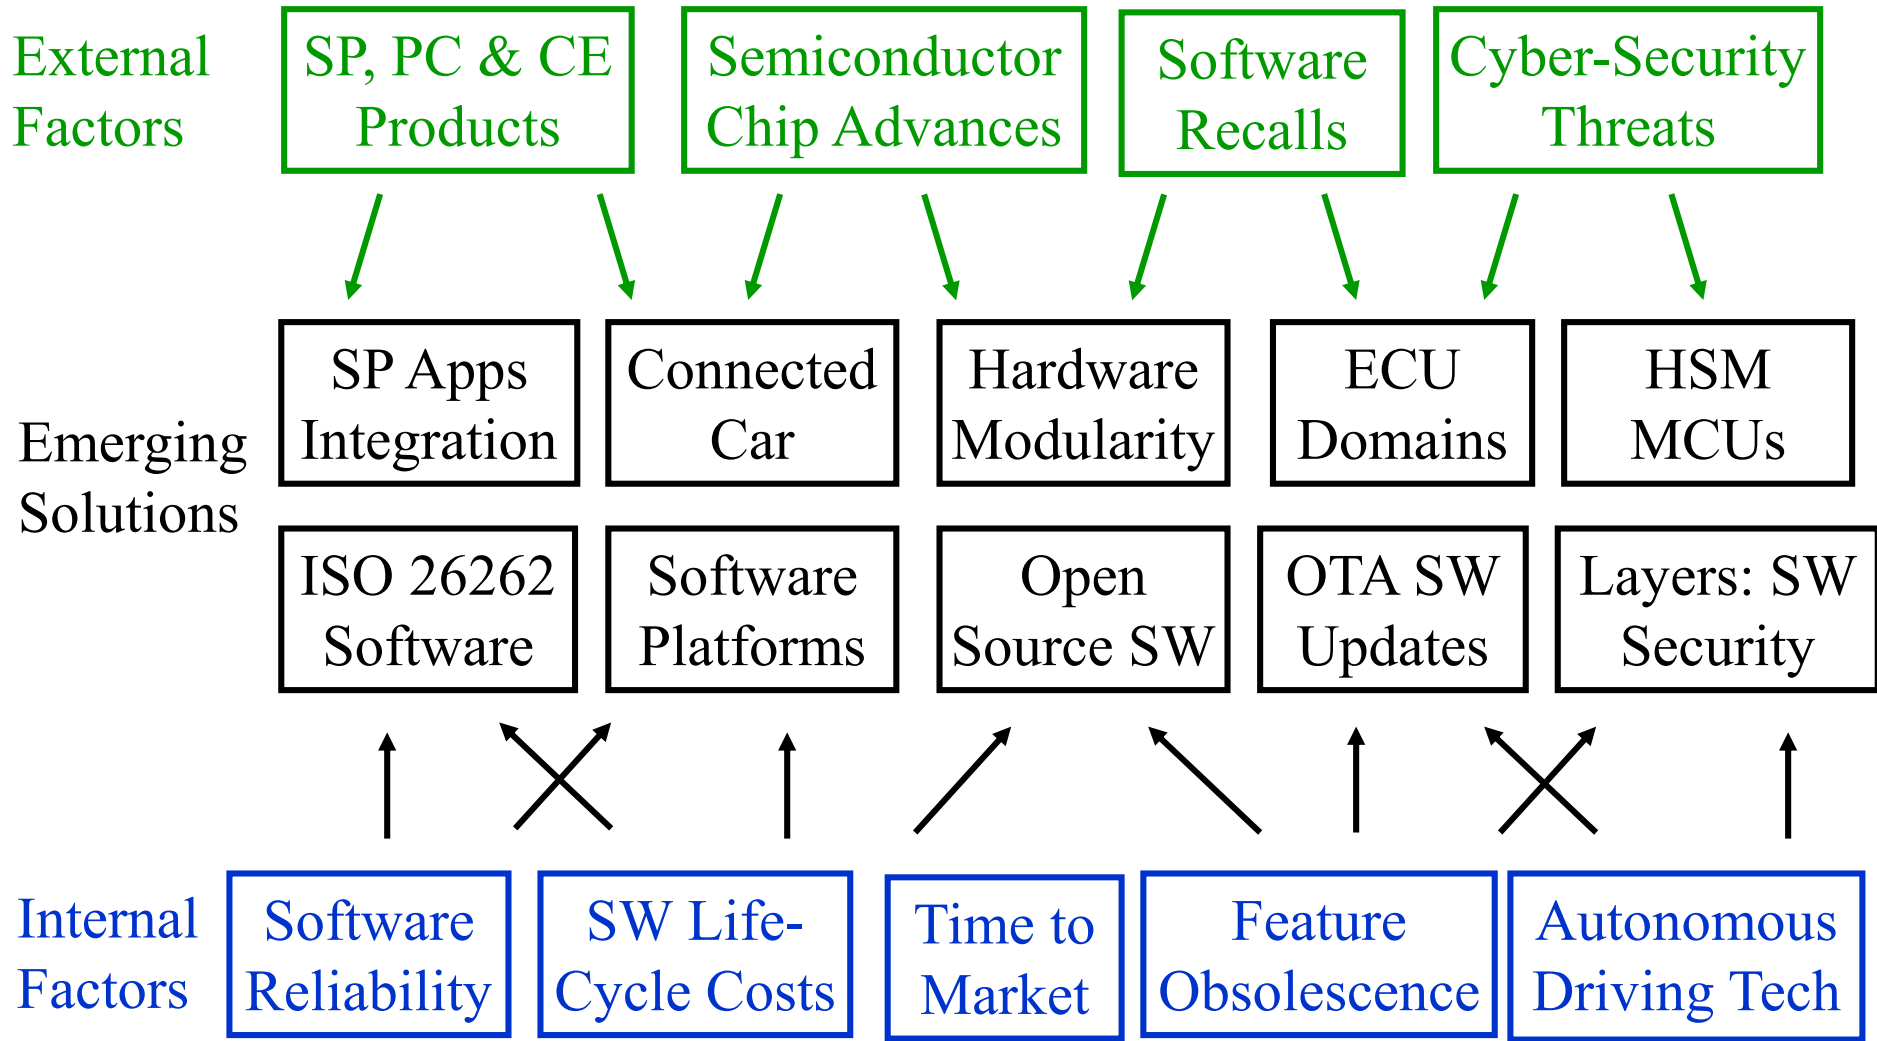 External
Factors
SP, PC & CE
Products
Semiconductor
Chip Advances
Software
Recalls
Cyber-Security
Threats
Emerging
Solutions
SP Apps
Integration
Connected
Car
Hardware
Modularity
ECU
Domains
HSM
MCUs
ISO 26262
Software
Software
Platforms
Open
Source SW
OTA SW
Updates
Layers: SW
Security
Internal
Factors
Software
Reliability
SW Life-
Cycle Costs
Time to
Market
Feature
Obsolescence
Autonomous
Driving Tech